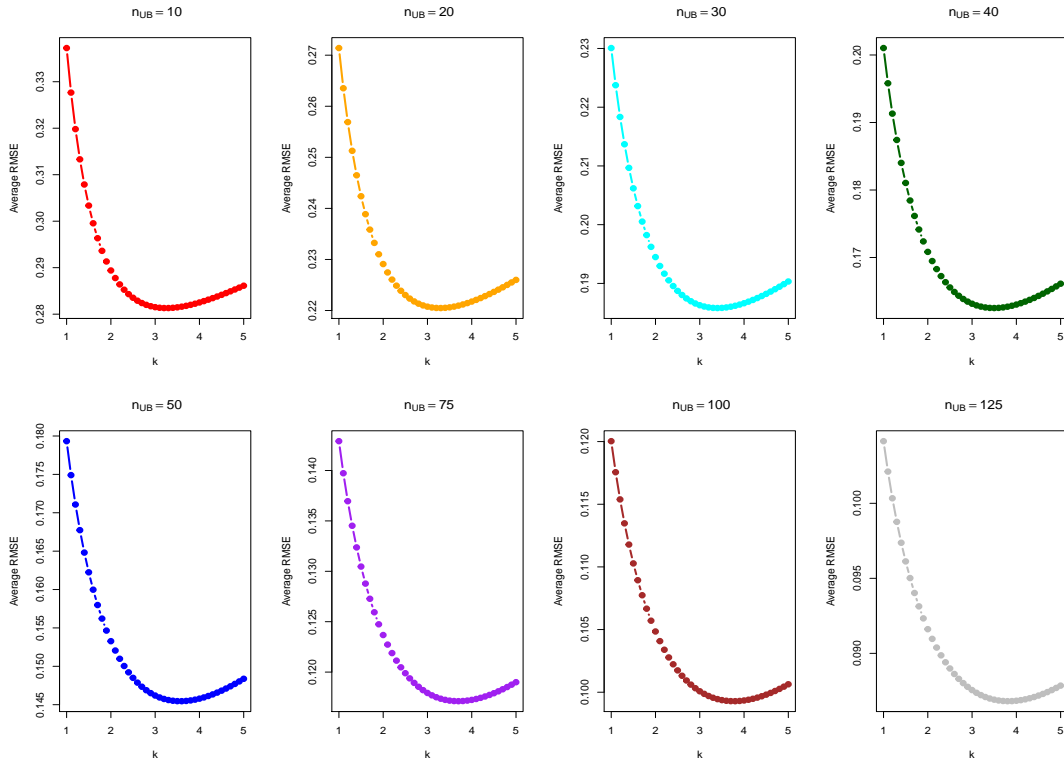 n_UB = 10
Average RMSE
0.33
0.32
0.31
0.30
0.29
0.28
1 2 3 4 5
k
n_UB = 20
Average RMSE
0.27
0.26
0.25
0.24
0.23
0.22
1 2 3 4 5
k
n_UB = 30
Average RMSE
0.23
0.22
0.21
0.20
0.19
1 2 3 4 5
k
n_UB = 40
Average RMSE
0.20
0.19
0.18
0.17
1 2 3 4 5
k
n_UB = 50
Average RMSE
0.180
0.175
0.170
0.165
0.160
0.155
0.150
0.145
1 2 3 4 5
k
n_UB = 75
Average RMSE
0.140
0.135
0.130
0.125
0.120
1 2 3 4 5
k
n_UB = 100
Average RMSE
0.120
0.115
0.110
0.105
0.100
1 2 3 4 5
k
n_UB = 125
Average RMSE
0.100
0.095
0.090
1 2 3 4 5
k